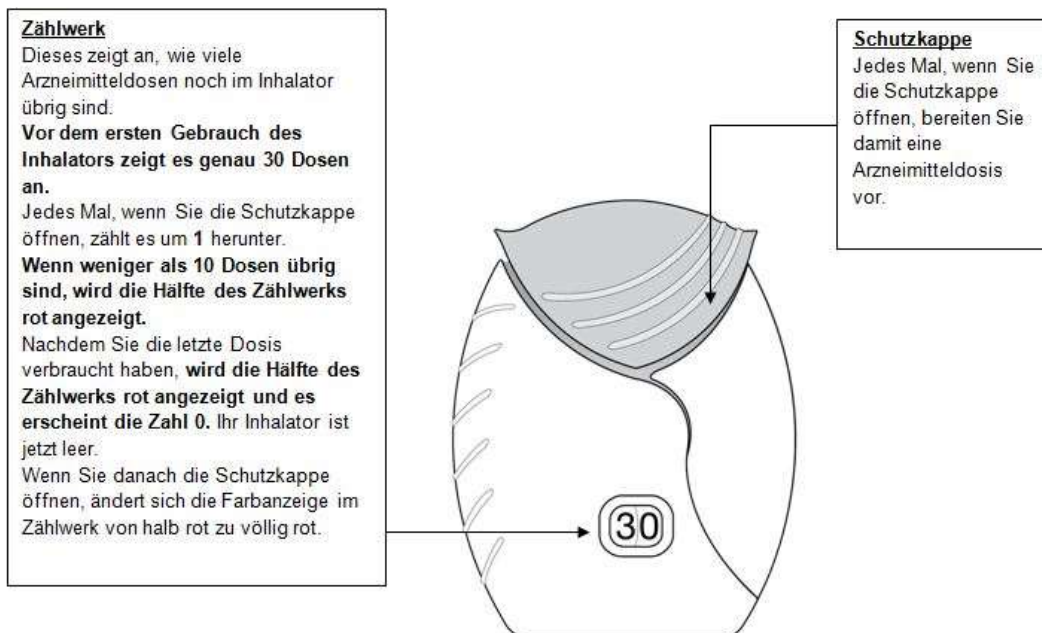 Zählwerk
Dieses zeigt an, wie viele
Arzneimitteldosen noch im Inhalator
übrig sind.
Vor dem ersten Gebrauch des
Inhalators zeigt es genau 30 Dosen
an.
Jedes Mal, wenn Sie die Schutzkappe
öffnen, zählt es um 1 herunter.
Wenn weniger als 10 Dosen übrig
sind, wird die Hälfte des Zählwerks
rot angezeigt.
Nachdem Sie die letzte Dosis
verbraucht haben, wird die Hälfte des
Zählwerks rot angezeigt und es
erscheint die Zahl 0. Ihr Inhalator ist
jetzt leer.
Wenn Sie danach die Schutzkappe
öffnen, ändert sich die Farbanzeige im
Zählwerk von halb rot zu völlig rot.
Schutzkappe
Jedes Mal, wenn Sie
die Schutzkappe
öffnen, bereiten Sie
damit eine
Arzneimitteldosis
vor.
30